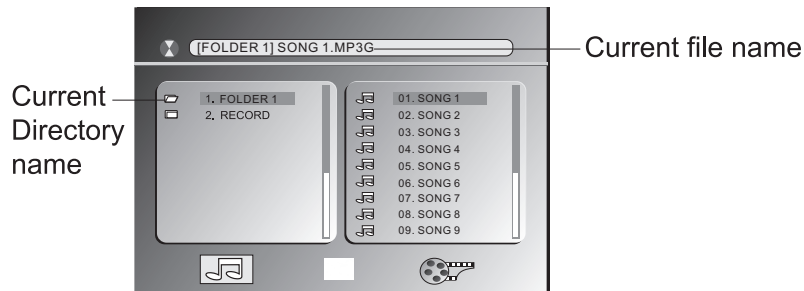 [FOLDER 1] SONG 1.MP3G
Current file name
Current
Directory
name
1. FOLDER 1
2. RECORD
01. SONG 1
02. SONG 2
03. SONG 3
04. SONG 4
05. SONG 5
06. SONG 6
07. SONG 7
08. SONG 8
09. SONG 9